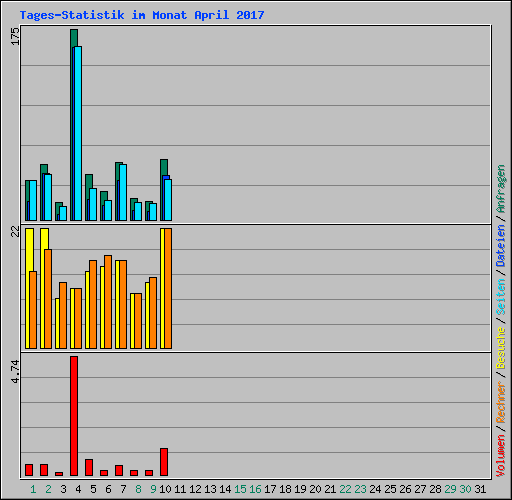 Tages-Statistik im Monat April 2017
175
22
4.74
Volumen / Rechner / Besuche / Seiten / Dateien / Anfragen
1 2 3 4 5 6 7 8 9 10 11 12 13 14 15 16 17 18 19 20 21 22 23 24 25 26 27 28 29 30 31